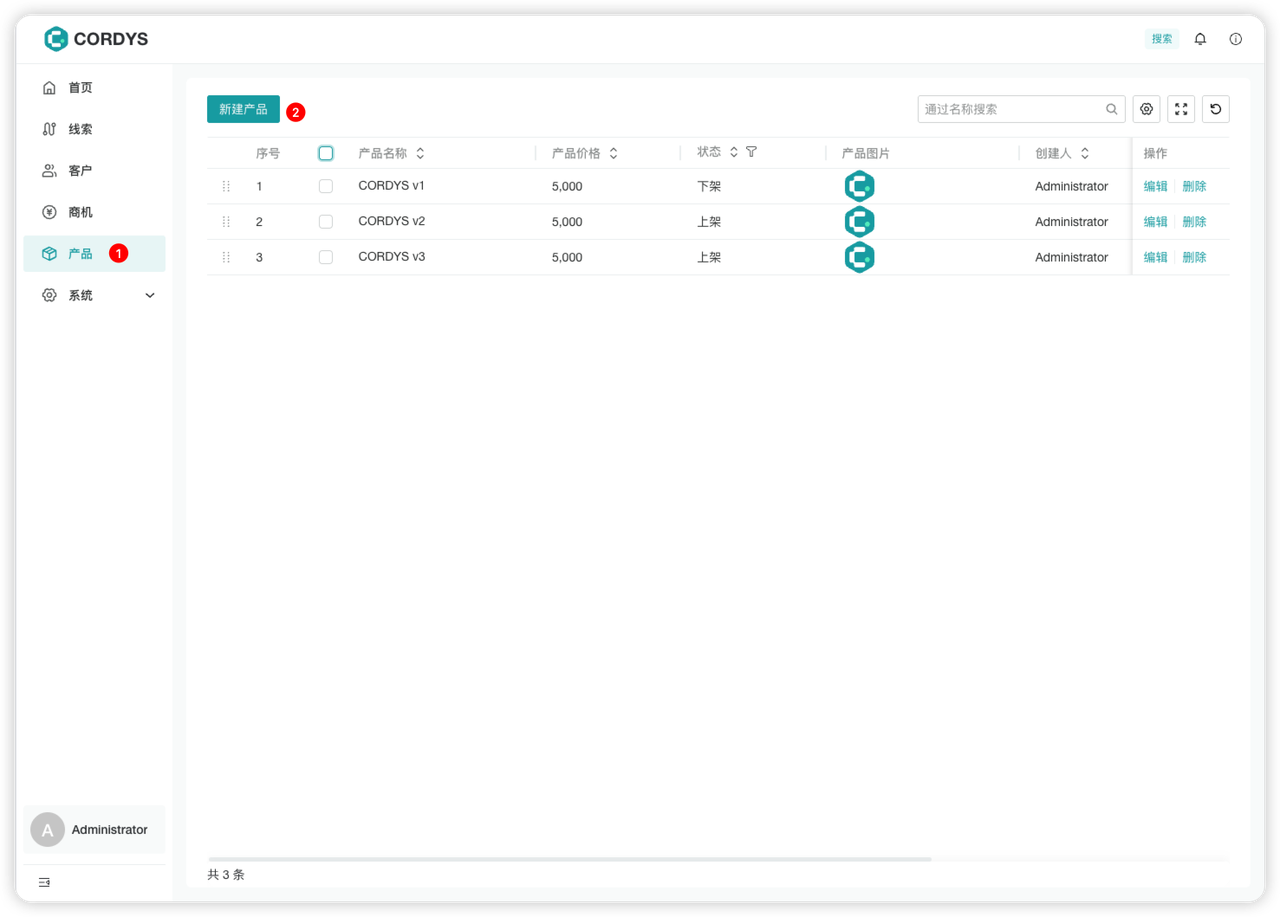 CORDYS
搜索
首页
线索
客户
商机
产品 1
系统
新建产品 2
通过名称搜索
序号 产品名称 产品价格 状态 产品图片 创建人 操作
1 CORDYS v1 5,000 下架 Administrator 编辑 删除
2 CORDYS v2 5,000 上架 Administrator 编辑 删除
3 CORDYS v3 5,000 上架 Administrator 编辑 删除
A Administrator
共 3 条